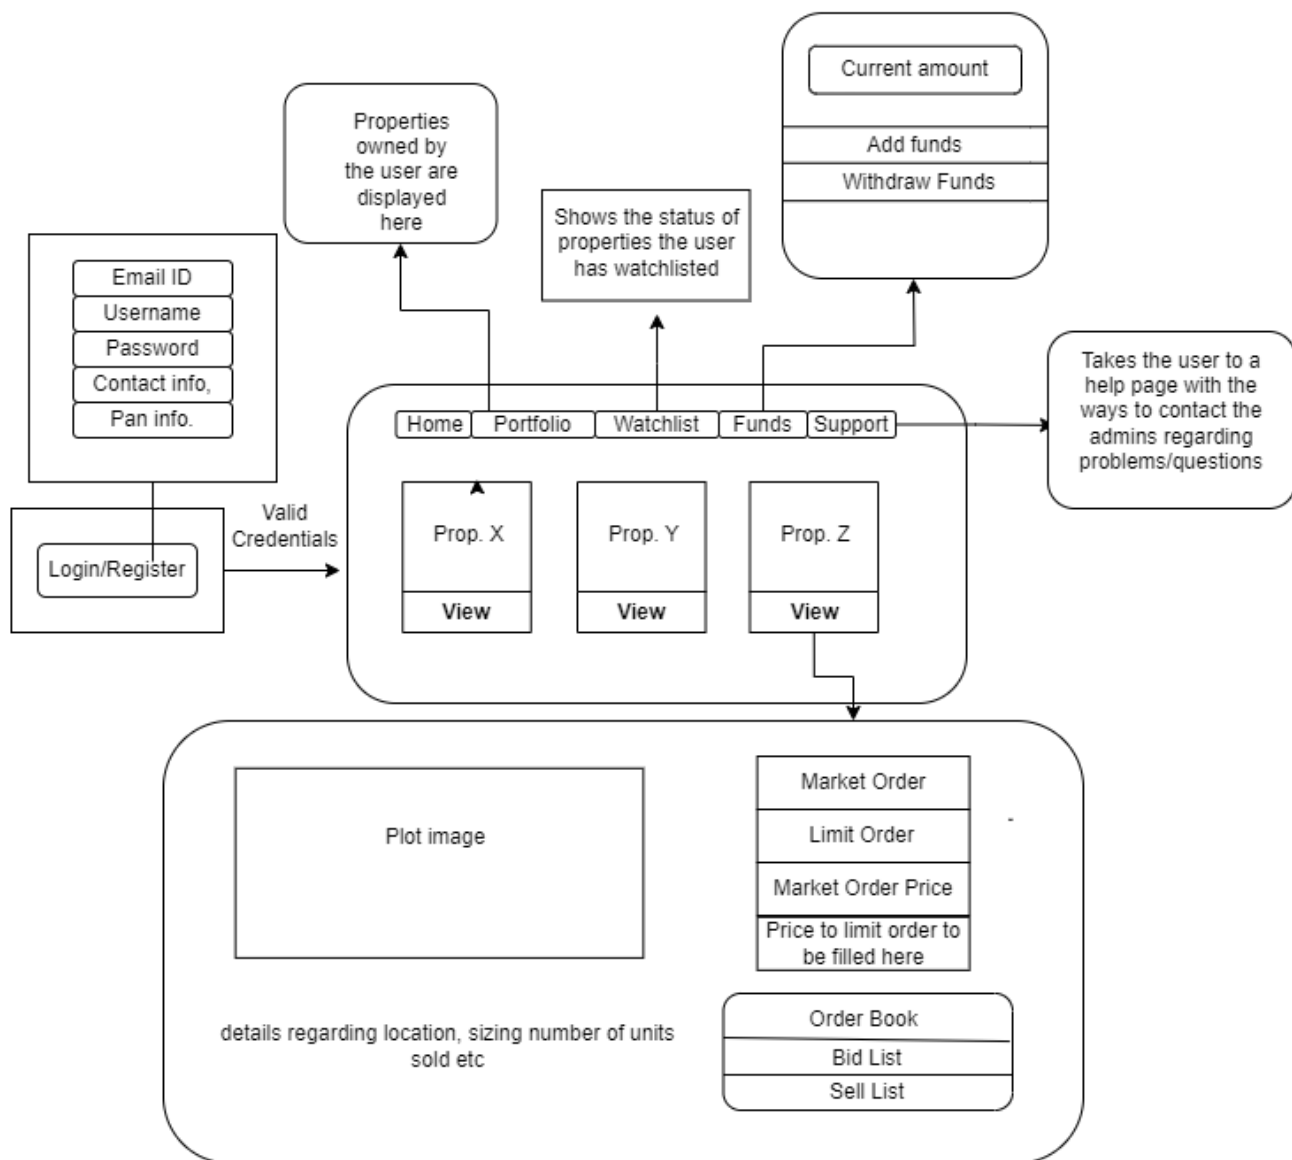 Current amount
Add funds
Withdraw Funds
Properties
owned by
the user are
displayed
here
Shows the status of
properties the user
has watchlisted
Email ID
Username
Password
Contact info,
Pan info.
Takes the user to a
help page with the
ways to contact the
admins regarding
problems/questions
Home
Portfolio
Watchlist
Funds
Support
Login/Register
Valid
Credentials
Prop. X
View
Prop. Y
View
Prop. Z
View
Plot image
details regarding location, sizing number of units
sold etc
Market Order
Limit Order
Market Order Price
Price to limit order to
be filled here
-
Order Book
Bid List
Sell List